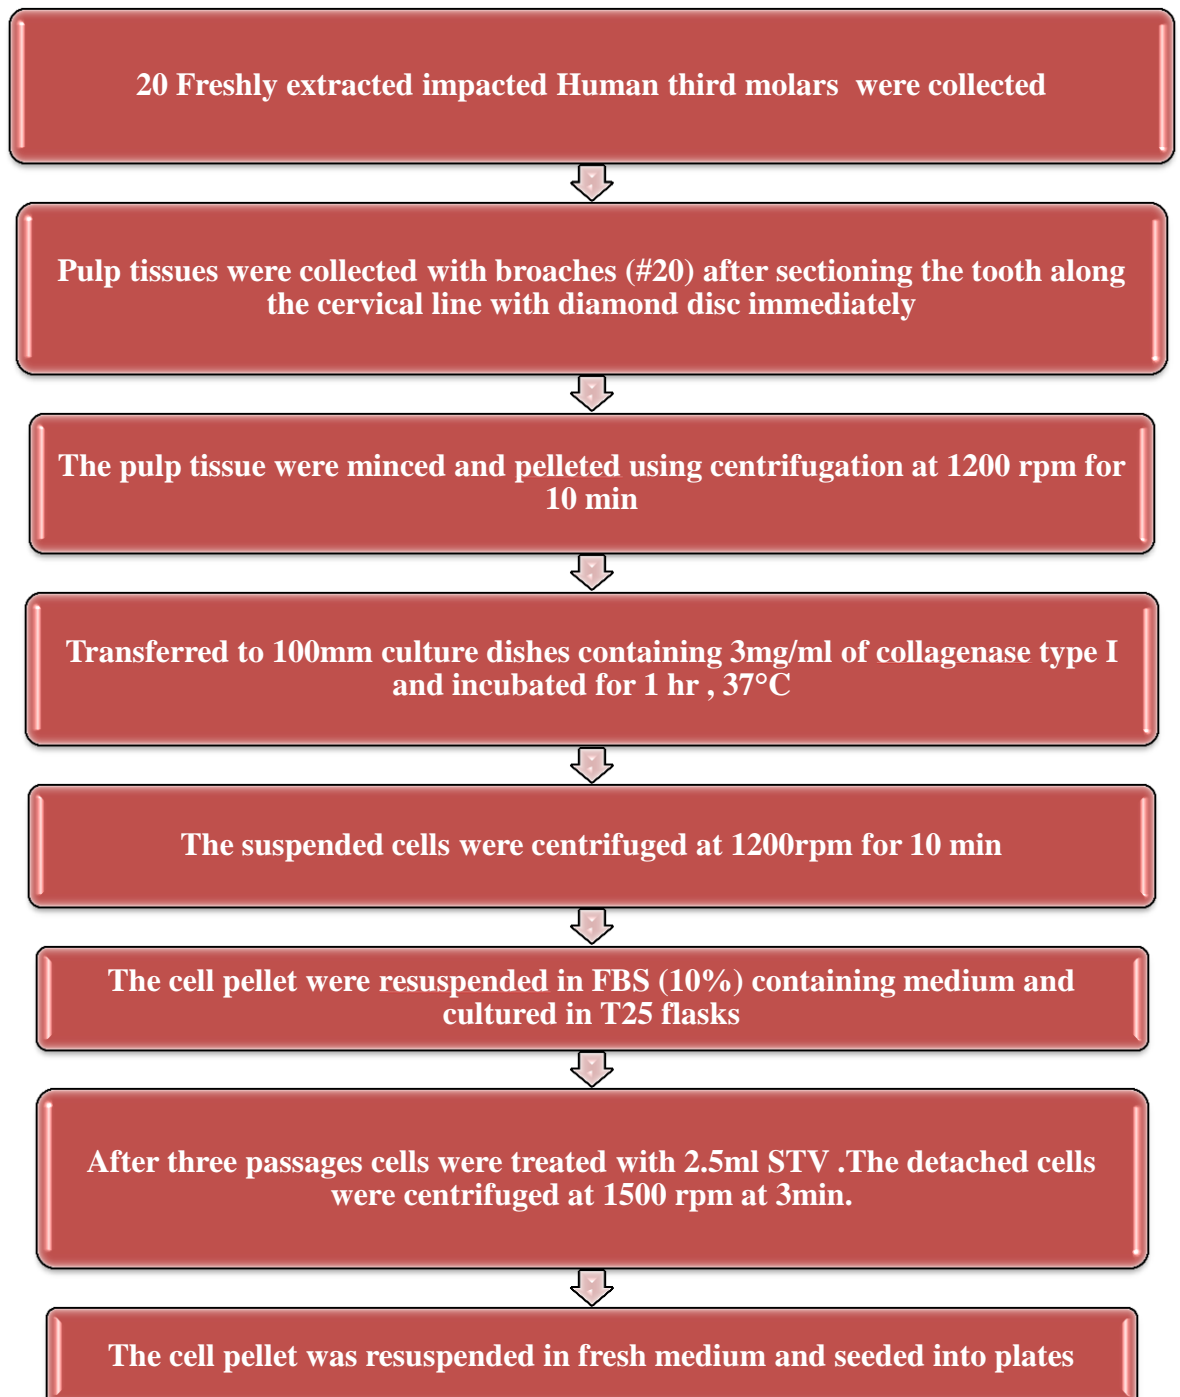 20 Freshly extracted impacted Human third molars  were collected
Pulp tissues were collected with broaches (#20) after sectioning the tooth along
the cervical line with diamond disc immediately
The pulp tissue were minced and pelleted using centrifugation at 1200 rpm for
10 min
Transferred to 100mm culture dishes containing 3mg/ml of collagenase type I
and incubated for 1 hr , 37°C
The suspended cells were centrifuged at 1200rpm for 10 min
The cell pellet were resuspended in FBS (10%) containing medium and
cultured in T25 flasks
After three passages cells were treated with 2.5ml STV .The detached cells
were centrifuged at 1500 rpm at 3min.
The cell pellet was resuspended in fresh medium and seeded into plates